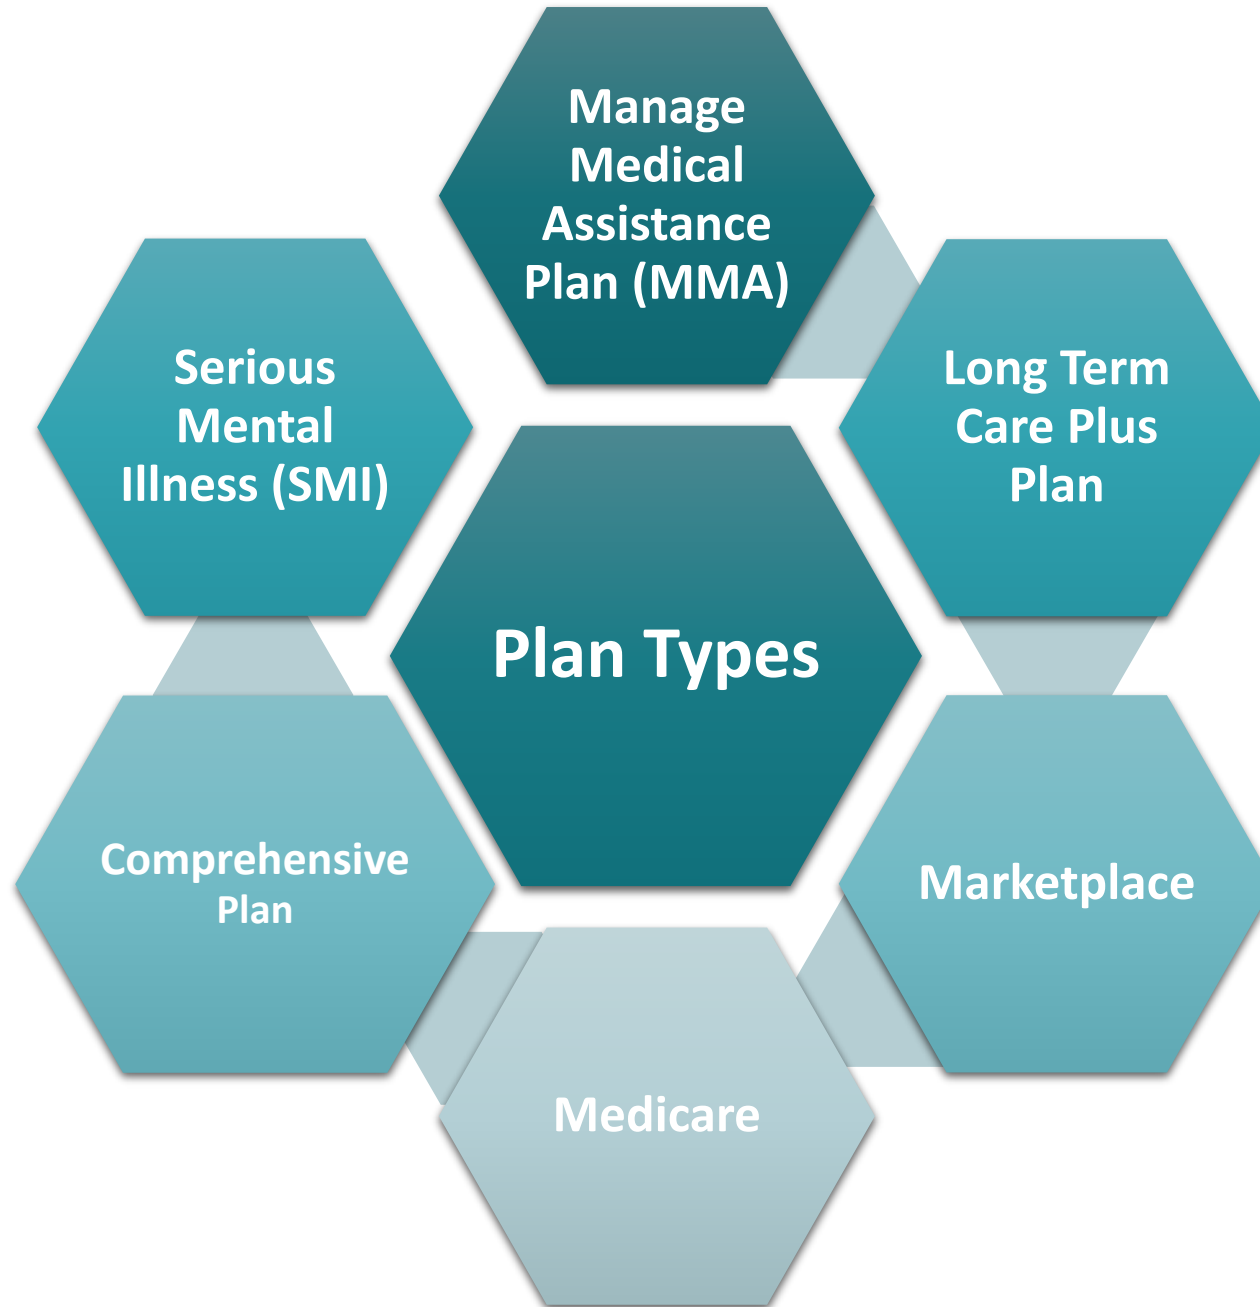 Manage
Medical
Assistance
Plan (MMA)
Long Term
Care Plus
Plan
Marketplace
Medicare
Comprehensive
Plan
Serious
Mental
Illness (SMI)
Plan Types